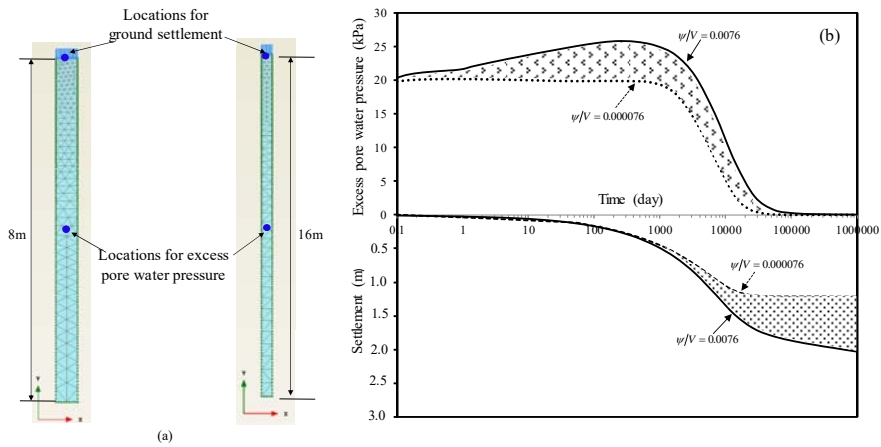 Locations for
ground settlement
8m
16m
Locations for excess
pore water pressure
Y
X
Y
X
(a)
(b)
Excess pore water pressure (kPa)
30
25
20
15
10
5
0
ψ/V = 0.0076
ψ/V = 0.000076
Time (day)
0.1 1 10 100 1000 10000 100000 1000000
Settlement (m)
0.5
1.0
1.5
2.0
2.5
3.0
ψ/V = 0.000076
ψ/V = 0.0076